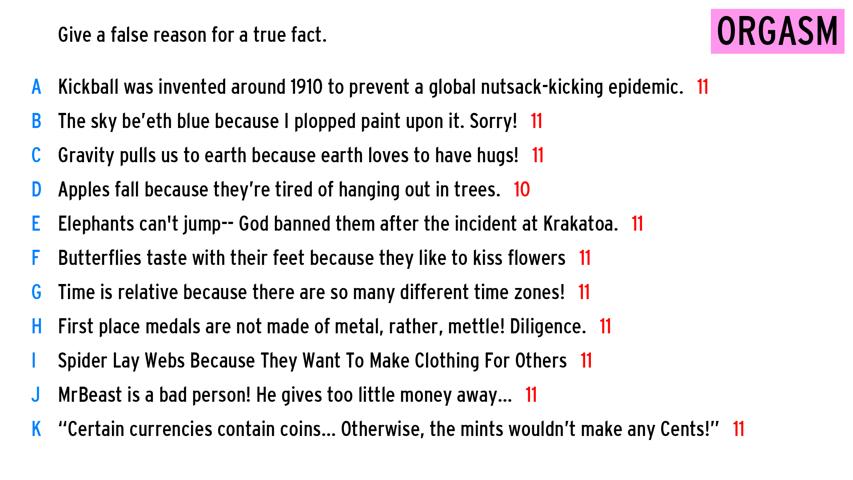 Give a false reason for a true fact.
ORGASM
A Kickball was invented around 1910 to prevent a global nutsack-kicking epidemic. 11
B The sky be’eth blue because I plopped paint upon it. Sorry! 11
C Gravity pulls us to earth because earth loves to have hugs! 11
D Apples fall because they’re tired of hanging out in trees. 10
E Elephants can't jump-- God banned them after the incident at Krakatoa. 11
F Butterflies taste with their feet because they like to kiss flowers 11
G Time is relative because there are so many different time zones! 11
H First place medals are not made of metal, rather, mettle! Diligence. 11
I Spider Lay Webs Because They Want To Make Clothing For Others 11
J MrBeast is a bad person! He gives too little money away... 11
K “Certain currencies contain coins... Otherwise, the mints wouldn’t make any Cents!” 11